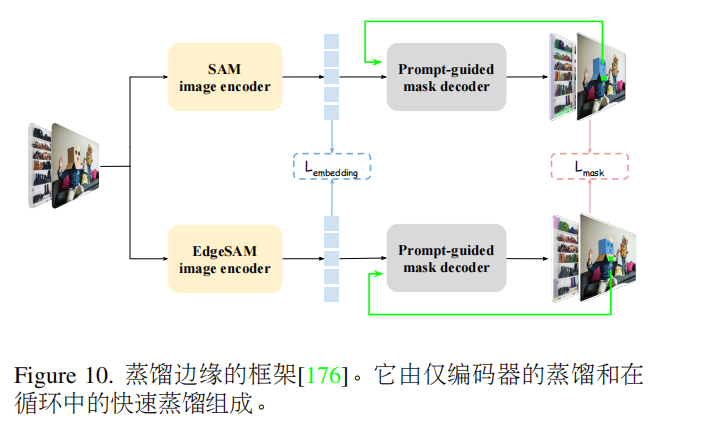 SAM
image encoder
Prompt-guided
mask decoder
L embedding
L mask
EdgeSAM
image encoder
Prompt-guided
mask decoder
Figure 10. 蒸馏边缘的框架[176]。它由仅编码器的蒸馏和在
循环中的快速蒸馏组成。